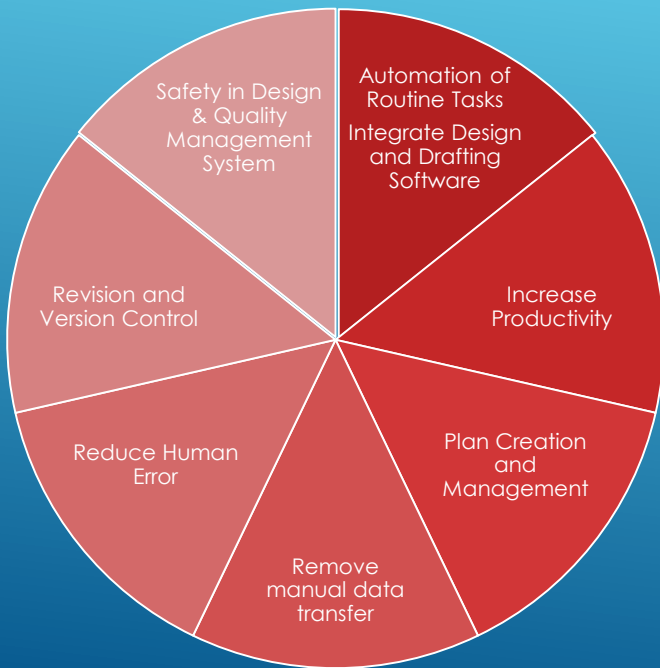 Automation of
Routine Tasks
Integrate Design
and Drafting
Software
Increase
Productivity
Plan Creation
and
Management
Remove
manual data
transfer
Reduce Human
Error
Revision and
Version Control
Safety in Design
& Quality
Management
System